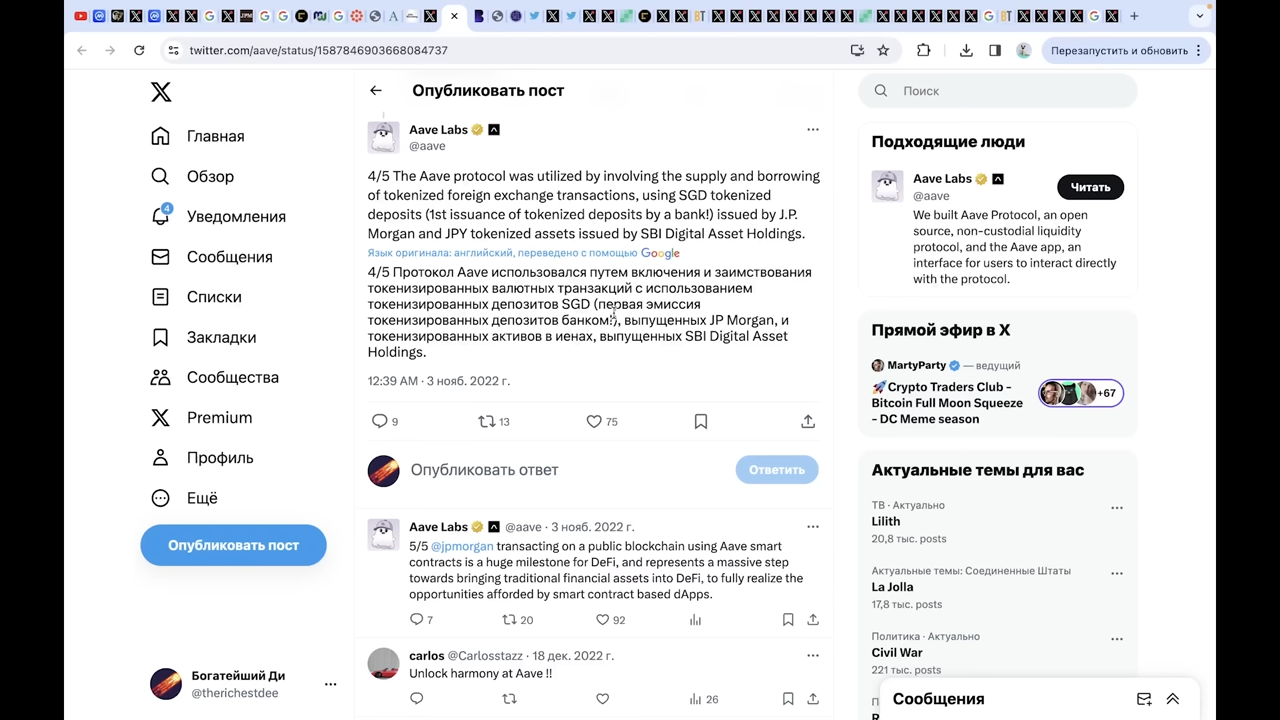 twitter.com/aave/status/1587846903668084737
Перезапустить и обновить
Главная
Обзор
4
Уведомления
Сообщения
Списки
Закладки
Сообщества
Premium
Профиль
Ещё
Опубликовать пост
Богатейший Ди
@therichestdee
Опубликовать пост
Aave Labs
@aave
4/5 The Aave protocol was utilized by involving the supply and borrowing
of tokenized foreign exchange transactions, using SGD tokenized
deposits (1st issuance of tokenized deposits by a bank!) issued by J.P.
Morgan and JPY tokenized assets issued by SBI Digital Asset Holdings.
Язык оригинала: английский, переведено с помощью Google
4/5 Протокол Aave использовался путем включения и заимствования
токенизированных валютных транзакций с использованием
токенизированных депозитов SGD (первая эмиссия
токенизированных депозитов банком!), выпущенных JP Morgan, и
токенизированных активов в иенах, выпущенных SBI Digital Asset
Holdings.
12:39 AM · 3 нояб. 2022 г.
9 13 75
Опубликовать ответ
Ответить
Aave Labs @aave · 3 нояб. 2022 г.
5/5 @jpmorgan transacting on a public blockchain using Aave smart
contracts is a huge milestone for DeFi, and represents a massive step
towards bringing traditional financial assets into DeFi, to fully realize the
opportunities afforded by smart contract based dApps.
7 20 92
carlos @Carlosstazz · 18 дек. 2022 г.
Unlock harmony at Aave !!
26
Поиск
Подходящие люди
Aave Labs
@aave
Читать
We built Aave Protocol, an open
source, non-custodial liquidity
protocol, and the Aave app, an
interface for users to interact directly
with the protocol.
Прямой эфир в X
MartyParty — ведущий
🚀Crypto Traders Club -
Bitcoin Full Moon Squeeze
- DC Meme season
+67
Актуальные темы для вас
ТВ · Актуально
Lilith
20,8 тыс. posts
Актуальные темы: Соединенные Штаты
La Jolla
17,8 тыс. posts
Политика · Актуально
Civil War
221 тыс. posts
Сообщения